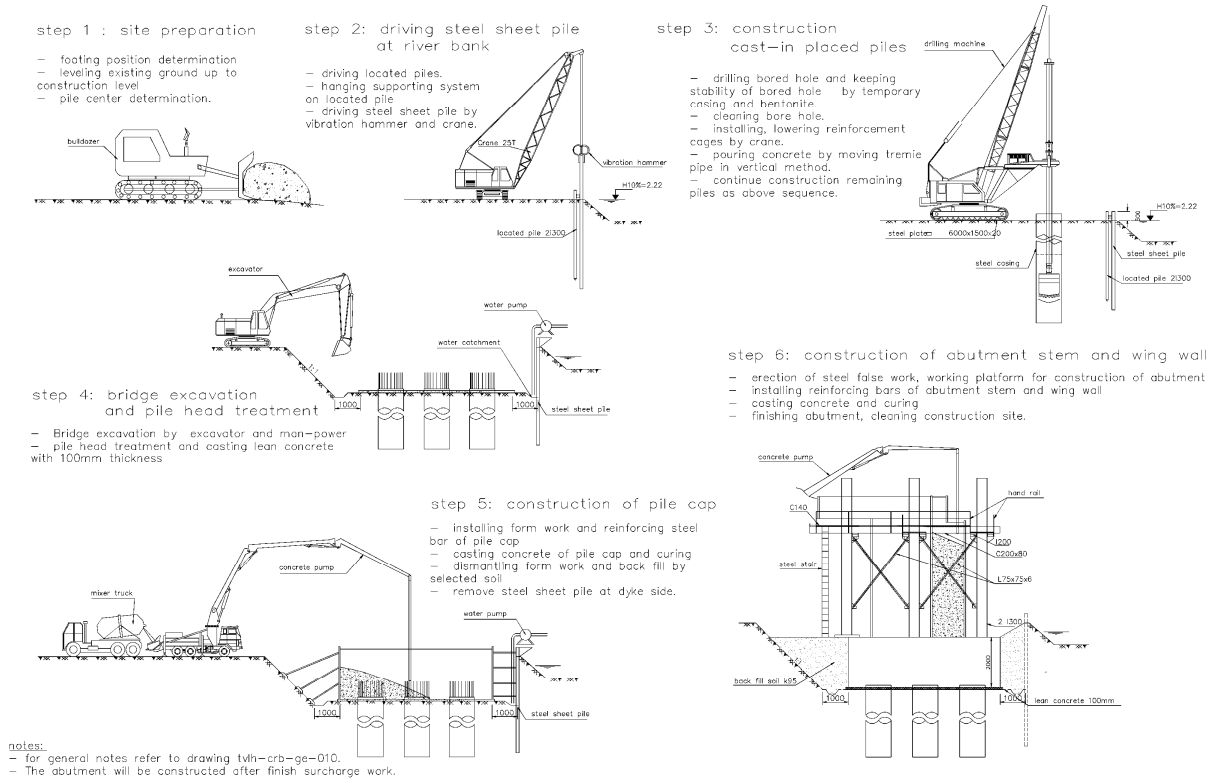 step 1 : site preparation
- foating position determination
- leveling existing ground up to
construction level
- pile center determination.
bulldozer
step 2: driving steel sheet pile
at river bank
- driving located piles.
- hanging supporting system
on located pile
- driving steel sheet pile by
vibration hammer and crane.
Crane 25T
vibration hammer
H10%=2.22
located pile 2I300
step 3: construction
cast-in placed piles
- drilling bored hole and keeping
stability of bored hole by temporary
casing and bentonite.
- cleaning bore hole.
- installing, lowering reinforcement
cages by crane.
- pouring concrete by moving tremie
pipe in vertical method.
- continue construction remaining
piles as above sequence.
drilling machine
H10%=2.22
500
steel plate 6000x1500x20
steel casing
steel sheet pile
located pile 2I300
excavator
1:1
water pump
water catchment
1000
1000
steel sheet pile
step 4: bridge excavation
and pile head treatment
- Bridge excavation by excavator and man-power
- pile head treatment and casting lean concrete
with 100mm thickness
step 5: construction of pile cap
- installing form work and reinforcing steel
bar of pile cap
- casting concrete of pile cap and curing
- dismantling form work and back fill by
selected soil
- remove steel sheet pile at dyke side.
concrete pump
mixer truck
water pump
1000
1000
steel sheet pile
step 6: construction of abutment stem and wing wall
- erection of steel false work, working platform for construction of abutment
- installing reinforcing bars of abutment stem and wing wall
- casting concrete and curing
- finishing abutment, cleaning construction site.
concrete pump
hand rail
C140
I200
C200x80
steel stair
L75x75x6
2 I300
2000
back fill soil k95
1000
1000
lean concrete 100mm
notes:
- for general notes refer to drawing tvlh-crb-ge-010.
- The abutment will be constructed after finish surcharge work.